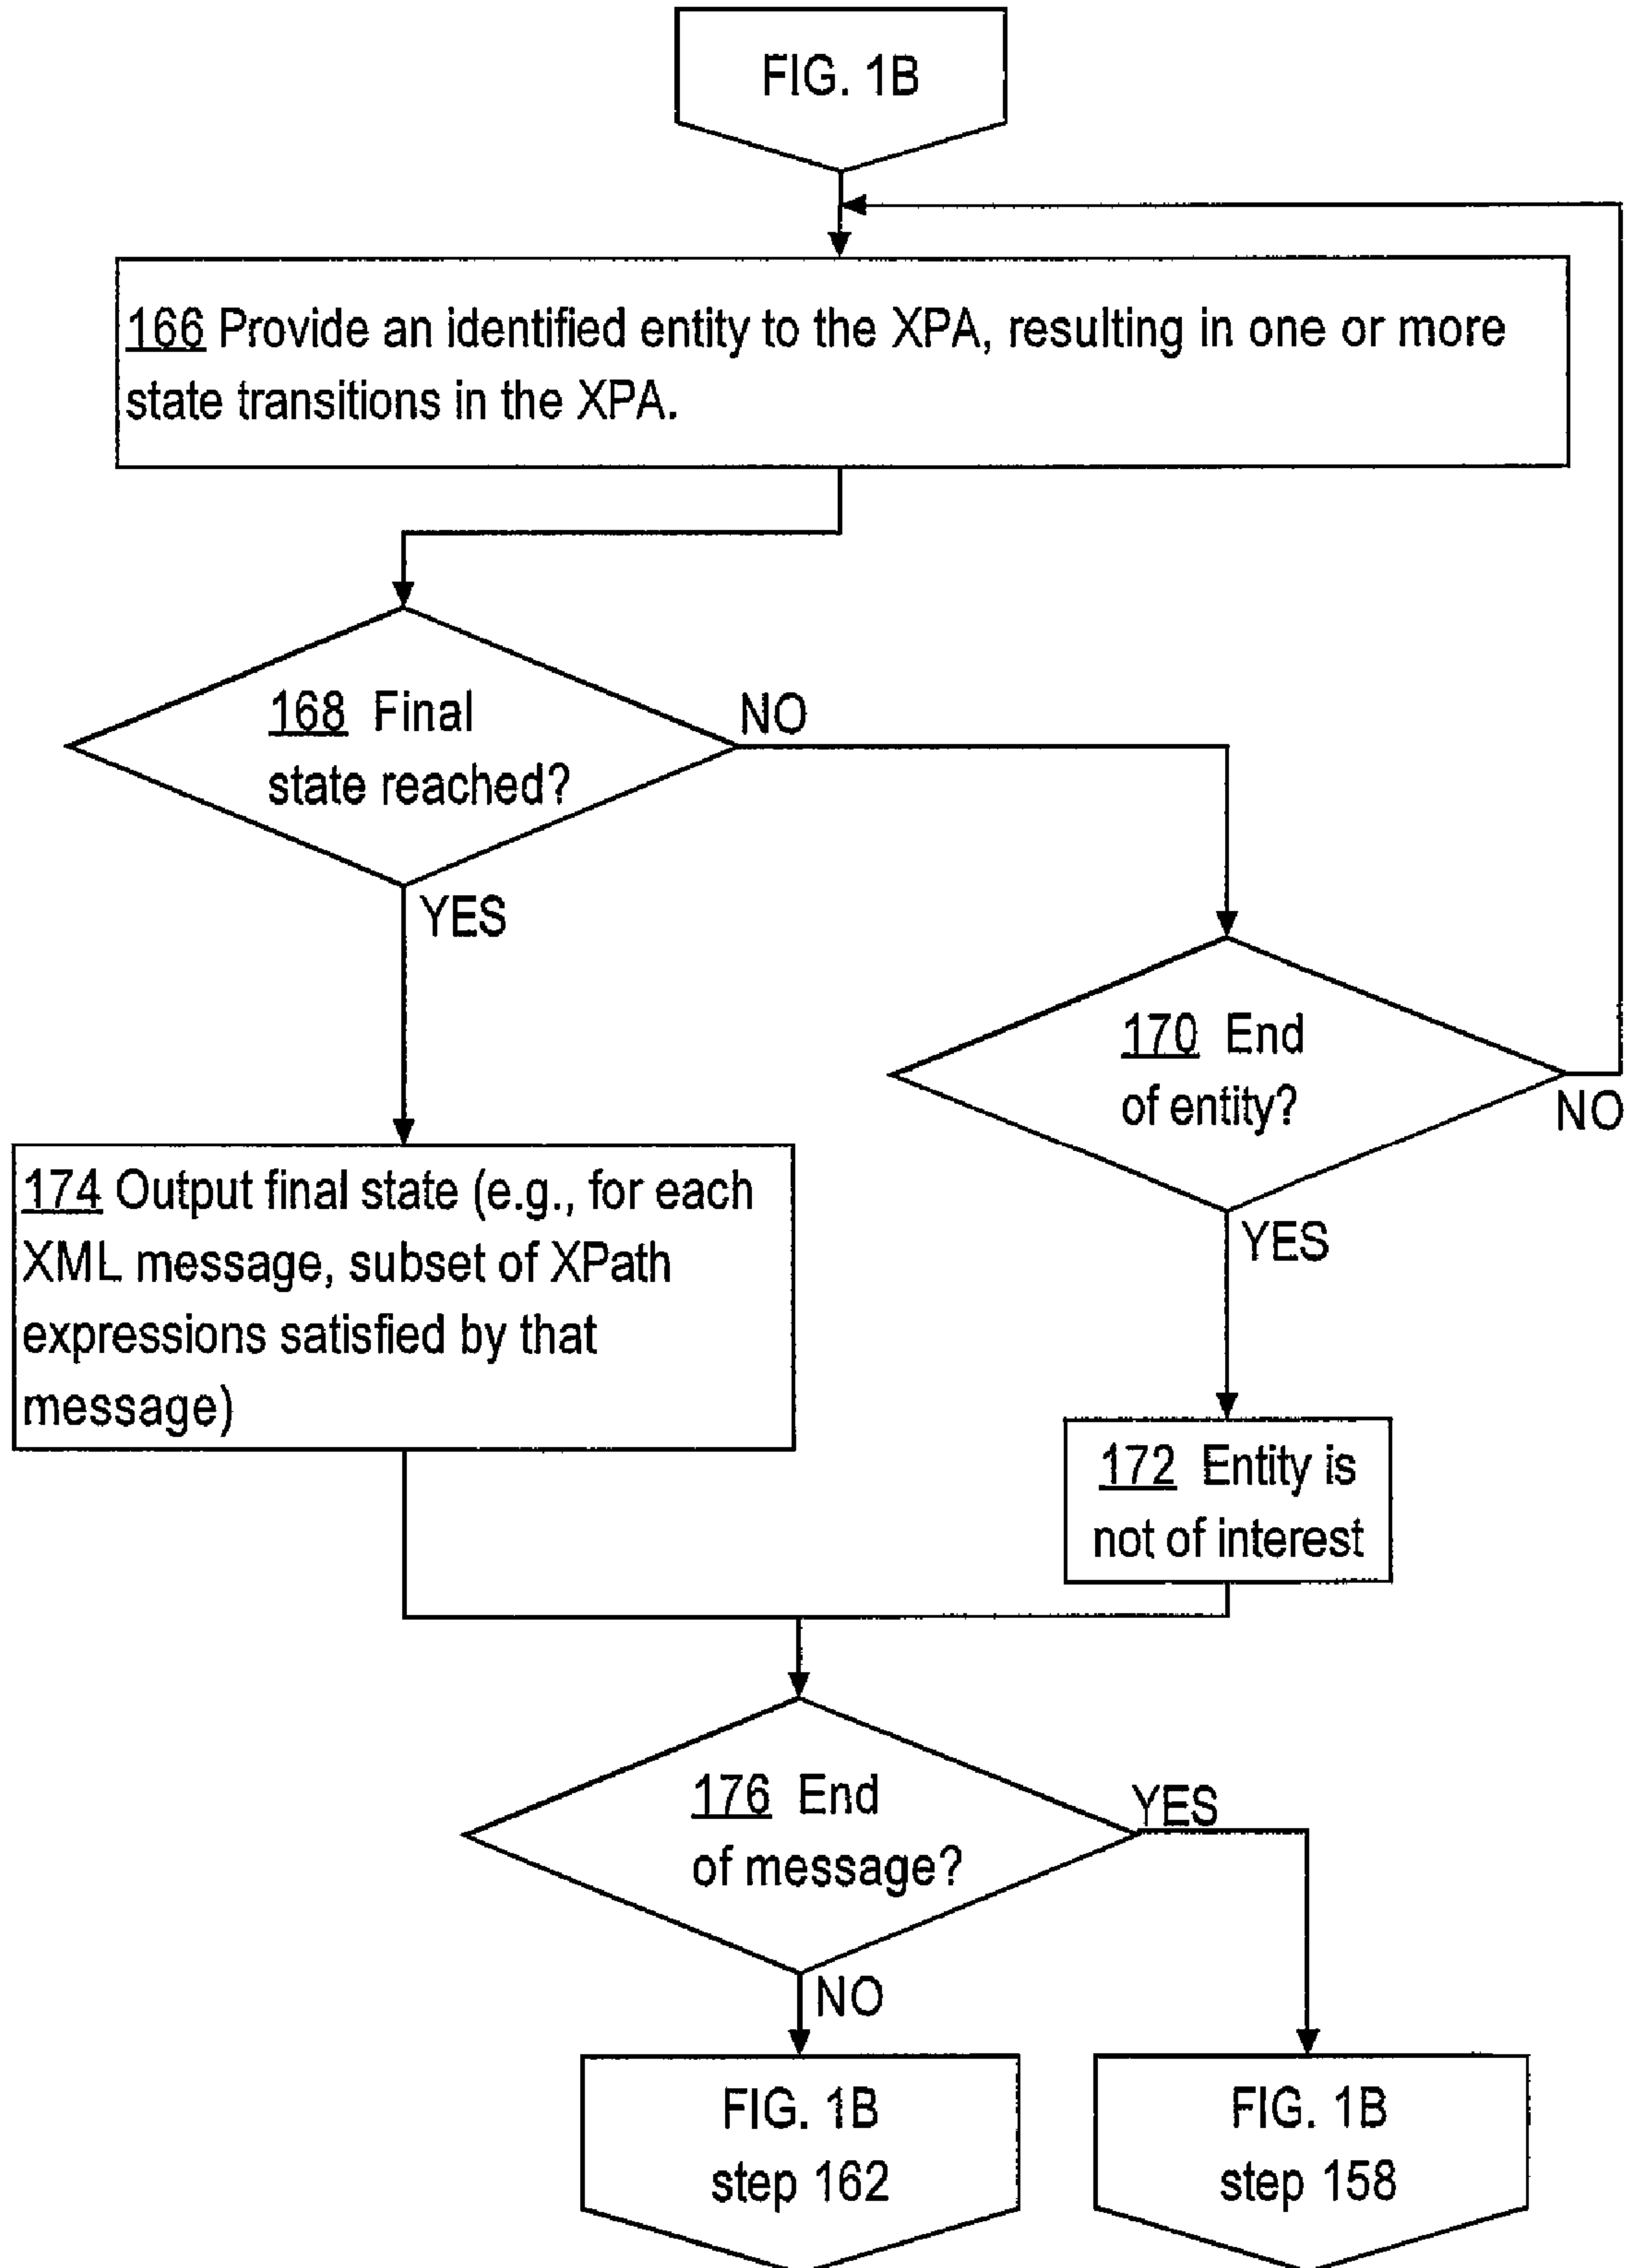 FIG. 1B
166 Provide an identified entity to the XPA, resulting in one or more
state transitions in the XPA.
168 Final
state reached?
NO
YES
170 End
of entity?
NO
YES
174 Output final state (e.g., for each
XML message, subset of XPath
expressions satisfied by that
message)
172 Entity is
not of interest
176 End
of message?
YES
NO
FIG. 1B
step 162
FIG. 1B
step 158